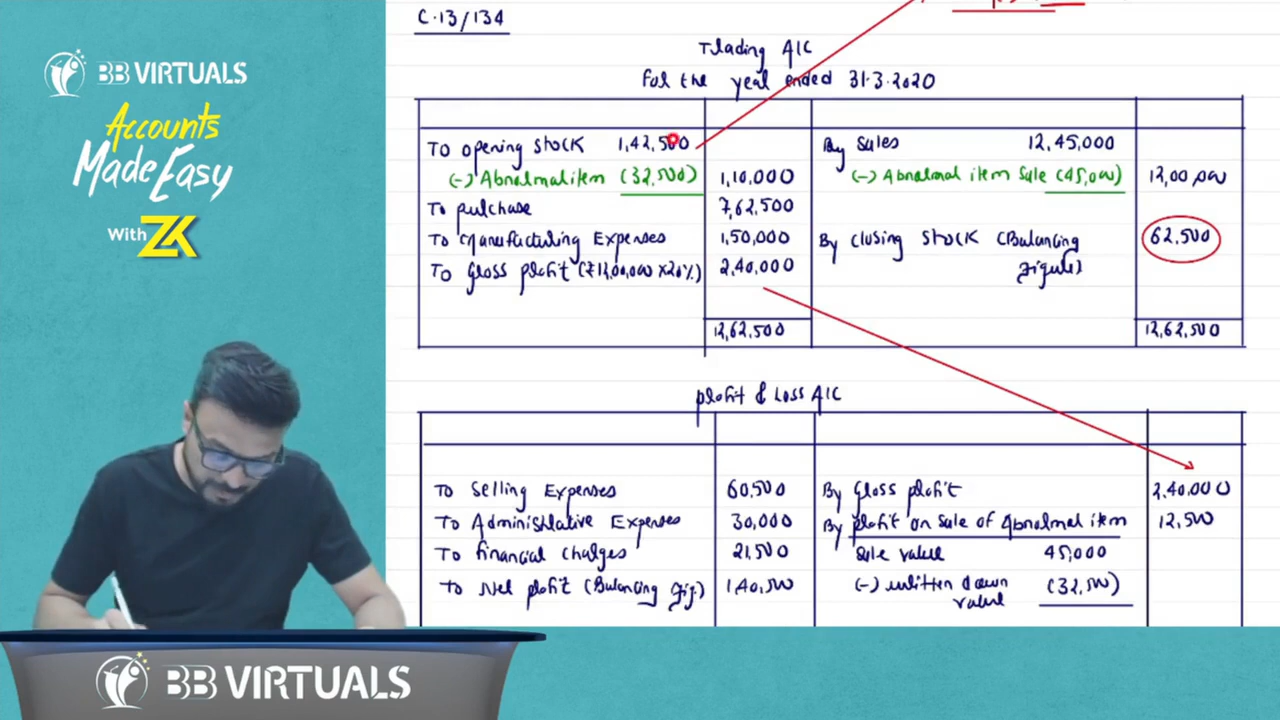 BB VIRTUALS
Accounts
Made Easy
With ZK
C.13/134
Trading A/C
For the year ended 31.3.2020
To opening stock 1,42,500 By Sales 12,45,000
(-) Abnormal item (32,500) 1,10,000 (-) Abnormal item Sale (45,000) 12,00,000
To purchase 7,62,500
To Manufacturing Expenses 1,50,000 By closing stock (Balancing figure) 62,500
To Gross profit (₹12,00,000 x 20%) 2,40,000
12,62,500 12,62,500
Profit & Loss A/C
To Selling Expenses 60,500 By Gross profit 2,40,000
To Administrative Expenses 30,000 By profit on sale of Abnormal item 12,500
To financial charges 21,500 Sale value 45,000
To Net profit (Balancing fig.) 1,40,500 (-) written down value (32,500)
BB VIRTUALS